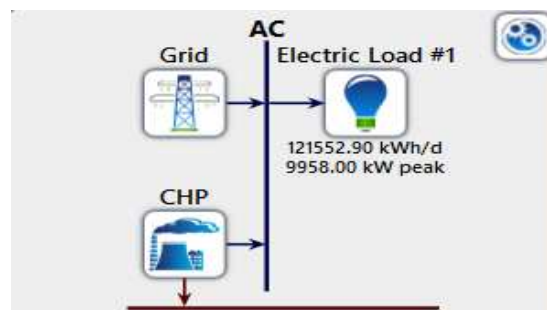 AC
Grid
Electric Load #1
121552.90 kWh/d
9958.00 kW peak
CHP